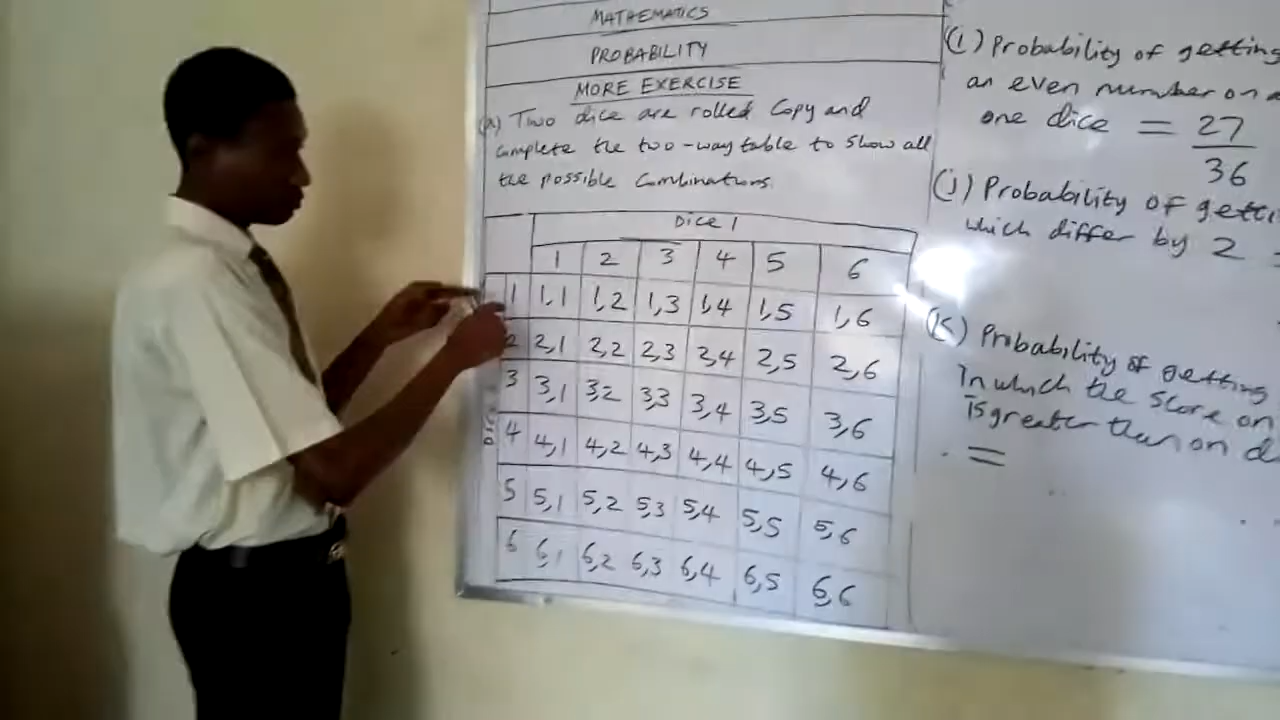 MATHEMATICS
PROBABILITY
MORE EXERCISE
(a) Two dice are rolled Copy and
complete the two-way table to show all
the possible Combinations.
Dice 1
1 2 3 4 5 6
1 1,1 1,2 1,3 1,4 1,5 1,6
2 2,1 2,2 2,3 2,4 2,5 2,6
3 3,1 3,2 3,3 3,4 3,5 3,6
4 4,1 4,2 4,3 4,4 4,5 4,6
5 5,1 5,2 5,3 5,4 5,5 5,6
6 6,1 6,2 6,3 6,4 6,5 6,6
Dice
(i) Probability of getting
an even number on
one dice = 27
36
(J) Probability of
which differ by 2 =
(K) Probability of getting
In which the score on
is greater than on
=